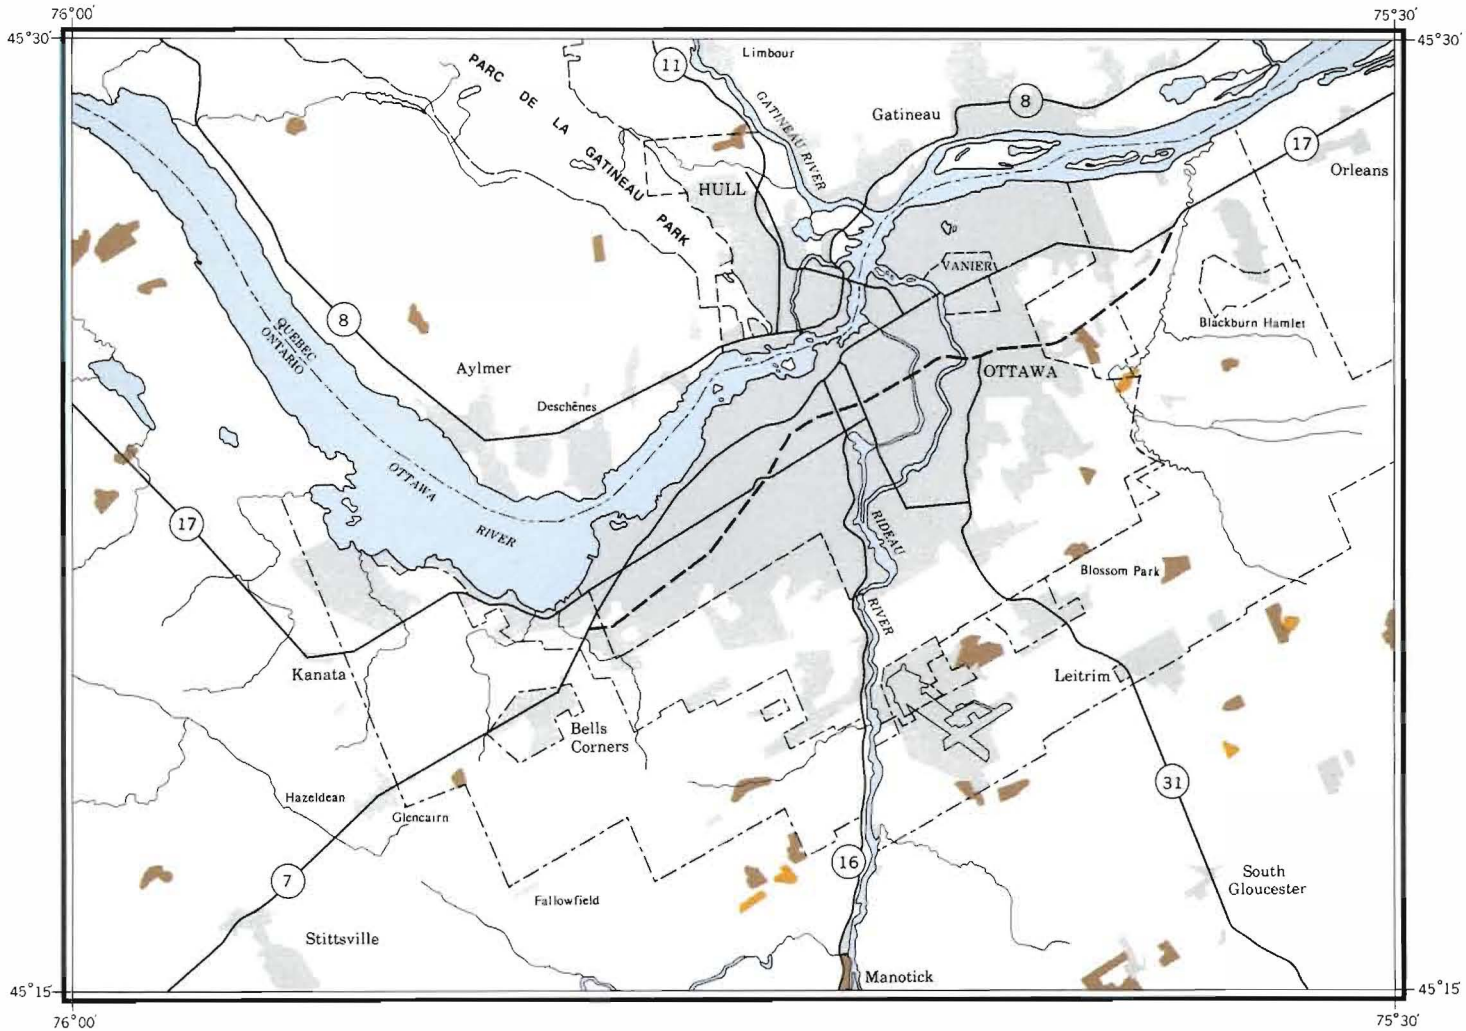 76°00′
75°30′
45°30′
45°30′
Limbour
11
PARC DE LA GATINEAU PARK
GATINEAU RIVER
8
Gatineau
17
Orleans
HULL
VANIER
8
QUEBEC
ONTARIO
Blackburn Hamlet
Aylmer
OTTAWA
Deschênes
OTTAWA
RIVER
17
RIDEAU
RIVER
Blossom Park
Kanata
Leitrim
Bells
Corners
31
Hazeldean
Glencairn
16
7
South
Gloucester
Fallowfield
Stittsville
Manotick
45°15′
45°15′
76°00′
75°30′